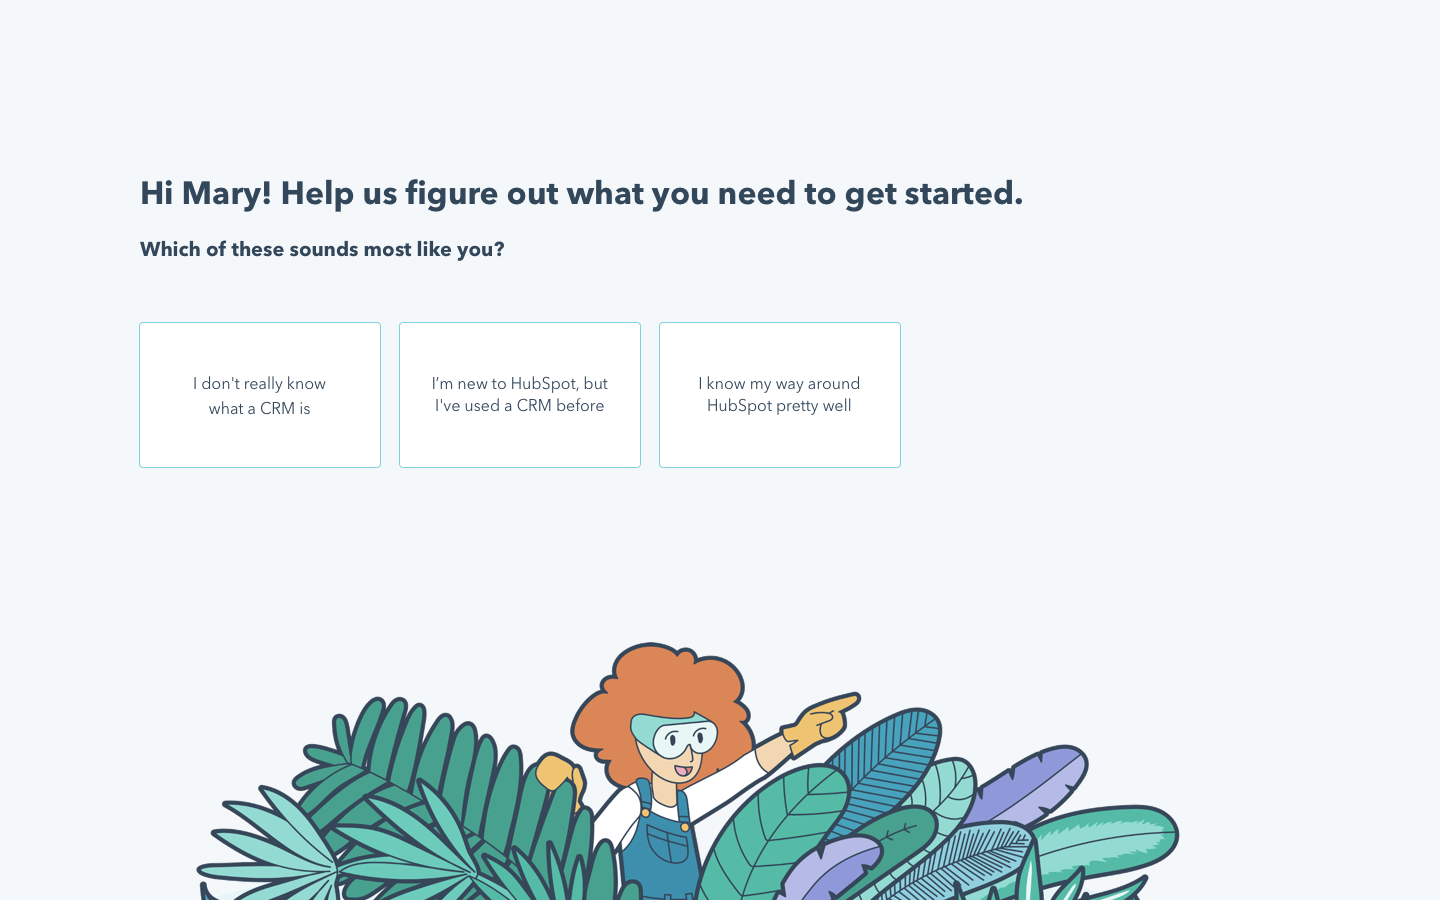 Hi Mary! Help us figure out what you need to get started.
Which of these sounds most like you?
I don't really know
what a CRM is
I’m new to HubSpot, but
I've used a CRM before
I know my way around
HubSpot pretty well